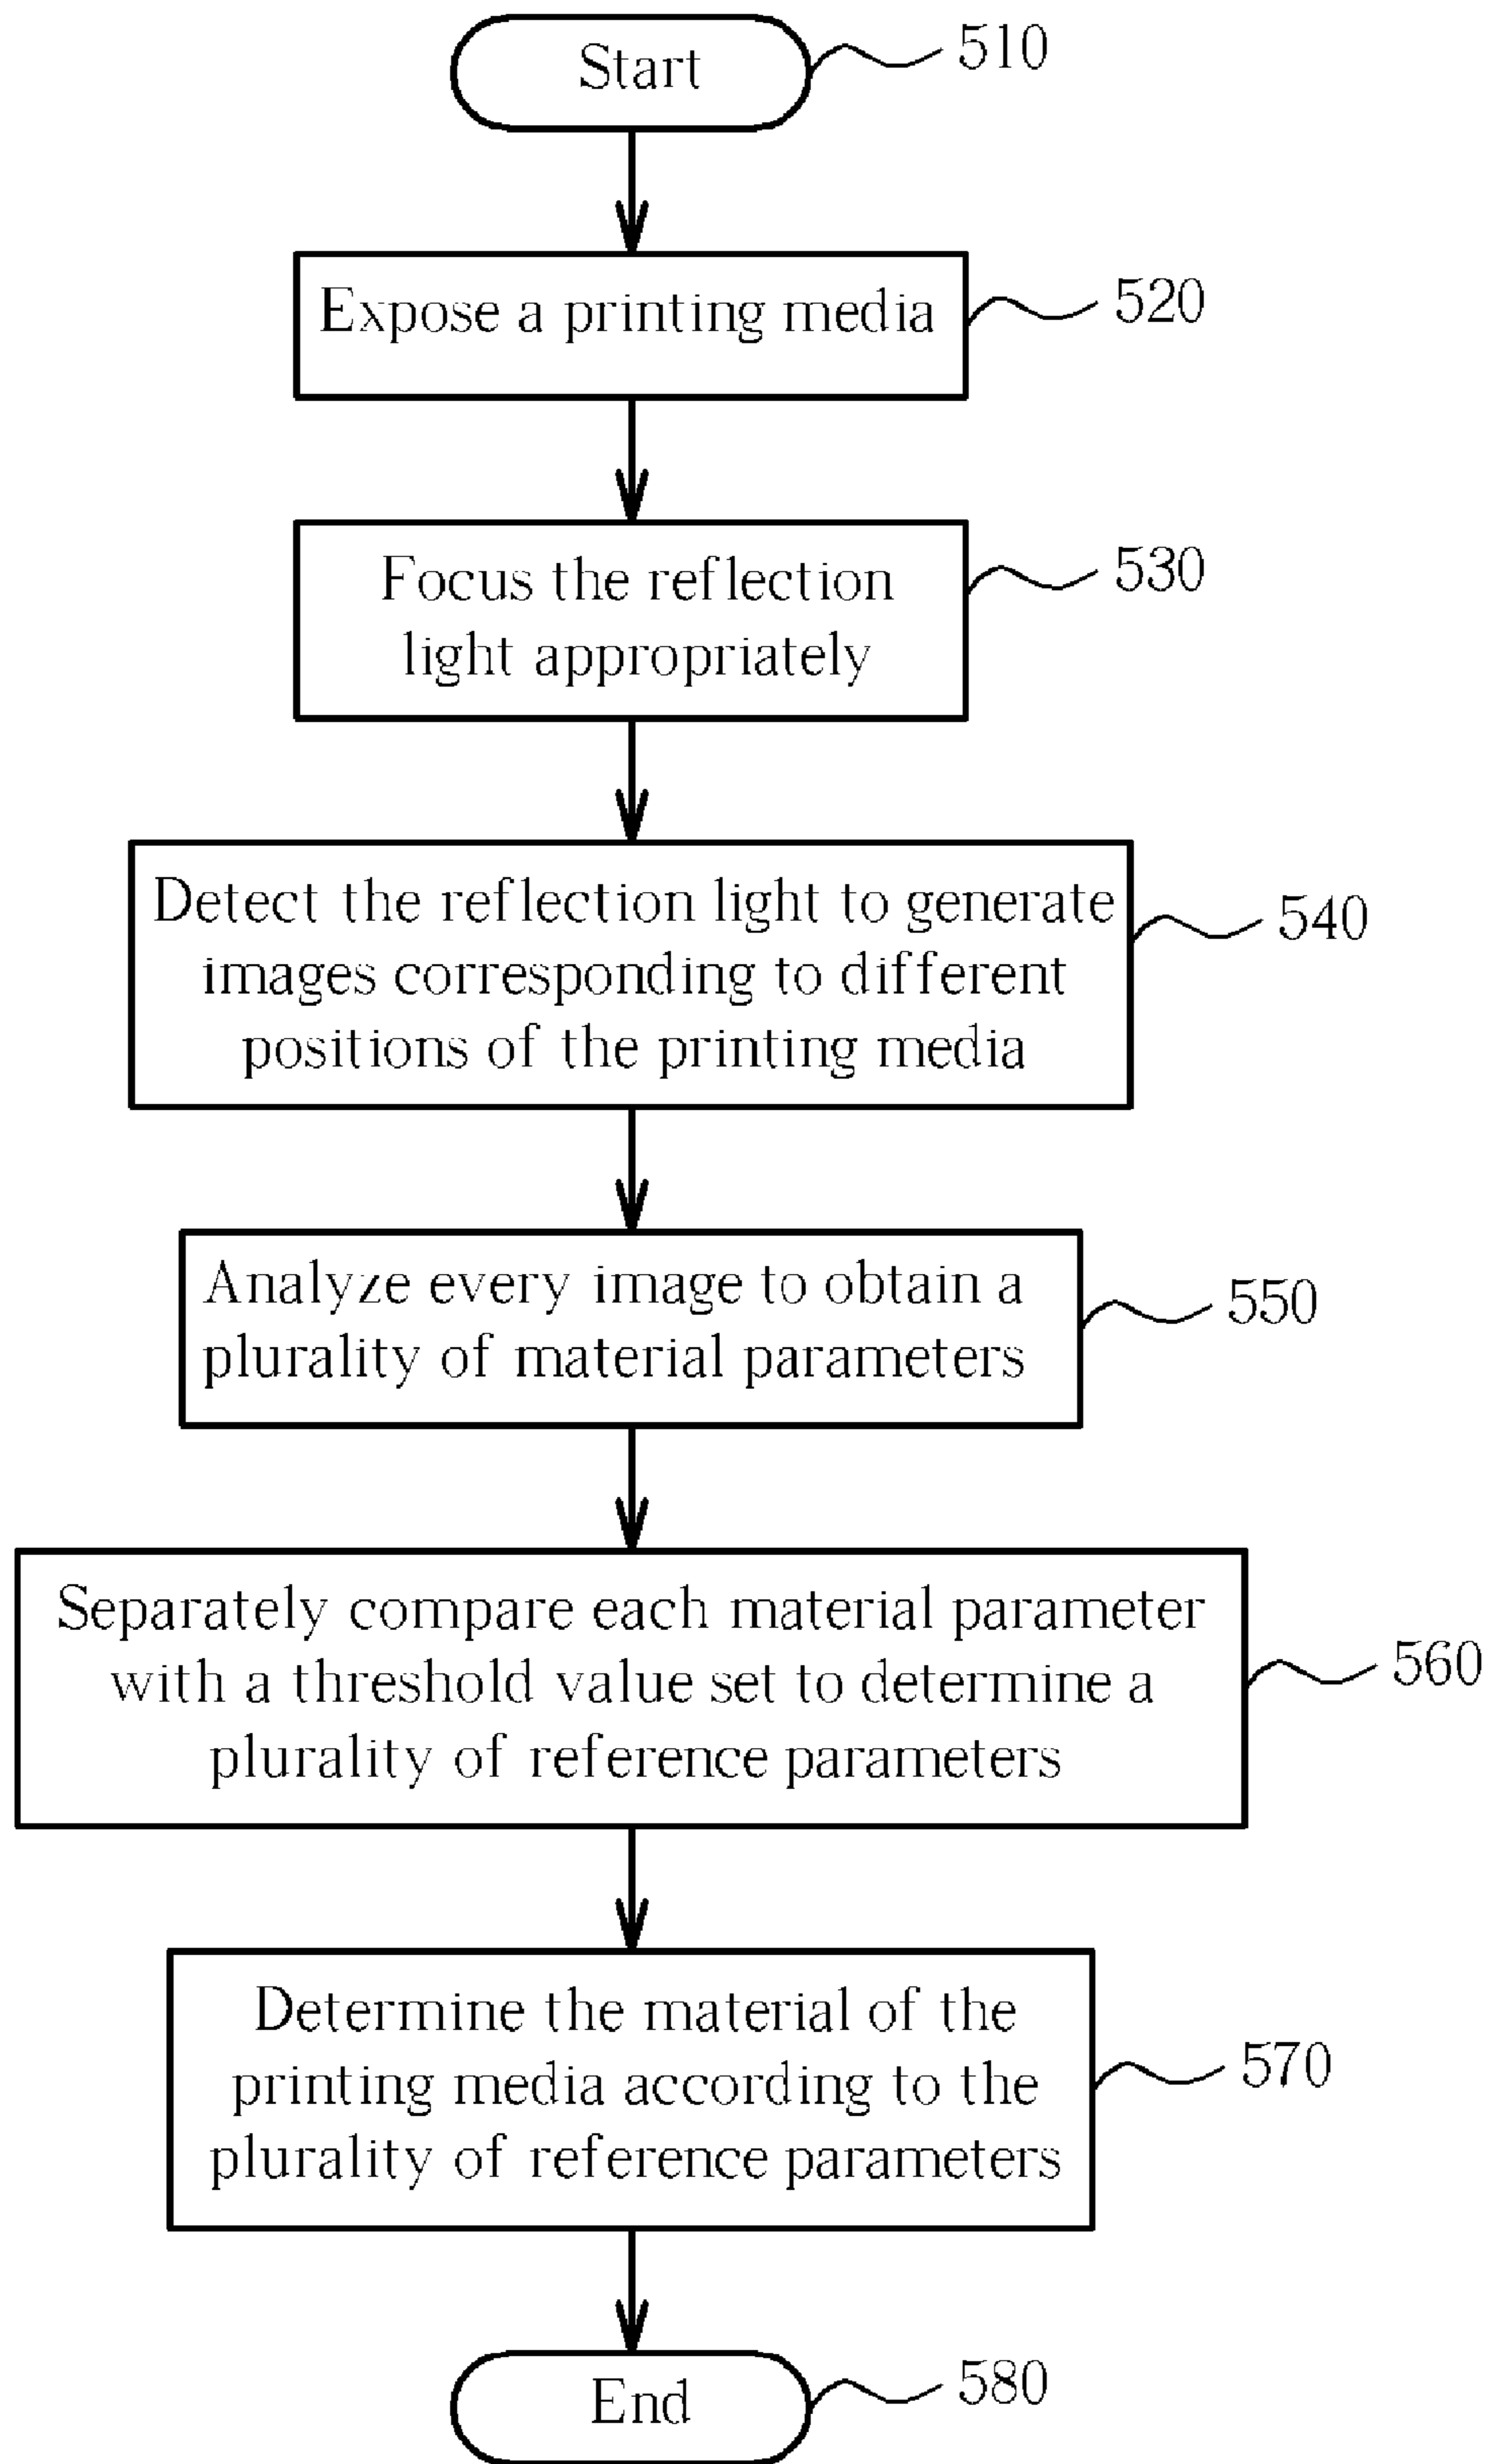 Start
510
Expose a printing media
520
Focus the reflection
light appropriately
530
Detect the reflection light to generate
images corresponding to different
positions of the printing media
540
Analyze every image to obtain a
plurality of material parameters
550
Separately compare each material parameter
with a threshold value set to determine a
plurality of reference parameters
560
Determine the material of the
printing media according to the
plurality of reference parameters
570
End
580